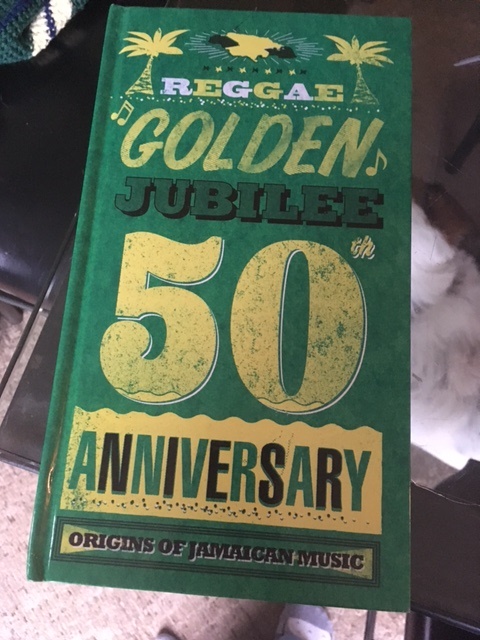 REGGAE
GOLDEN
JUBILEE
50th
ANNIVERSARY
ORIGINS OF JAMAICAN MUSIC